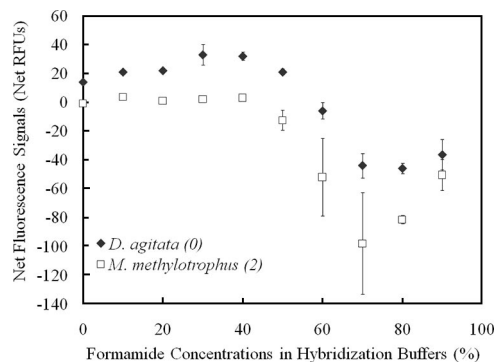 Net Fluorescence Signals (Net RFUs)
60
40
20
0
-20
-40
-60
-80
-100
-120
-140
D. agitata (0)
M. methylotrophus (2)
0 20 40 60 80 100
Formamide Concentrations in Hybridization Buffers (%)